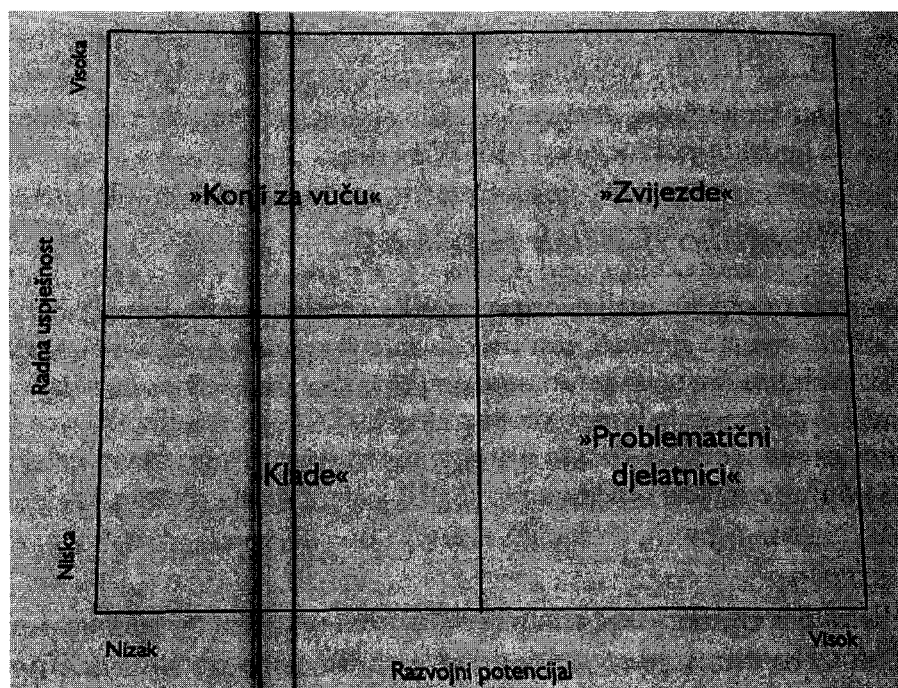 Visoka
»Konji za vuču«
»Zvijezde«
Radna uspješnost
»Problematični
djelatnici«
Klade«
Niska
Nizak
Visok
Razvojni potencijal